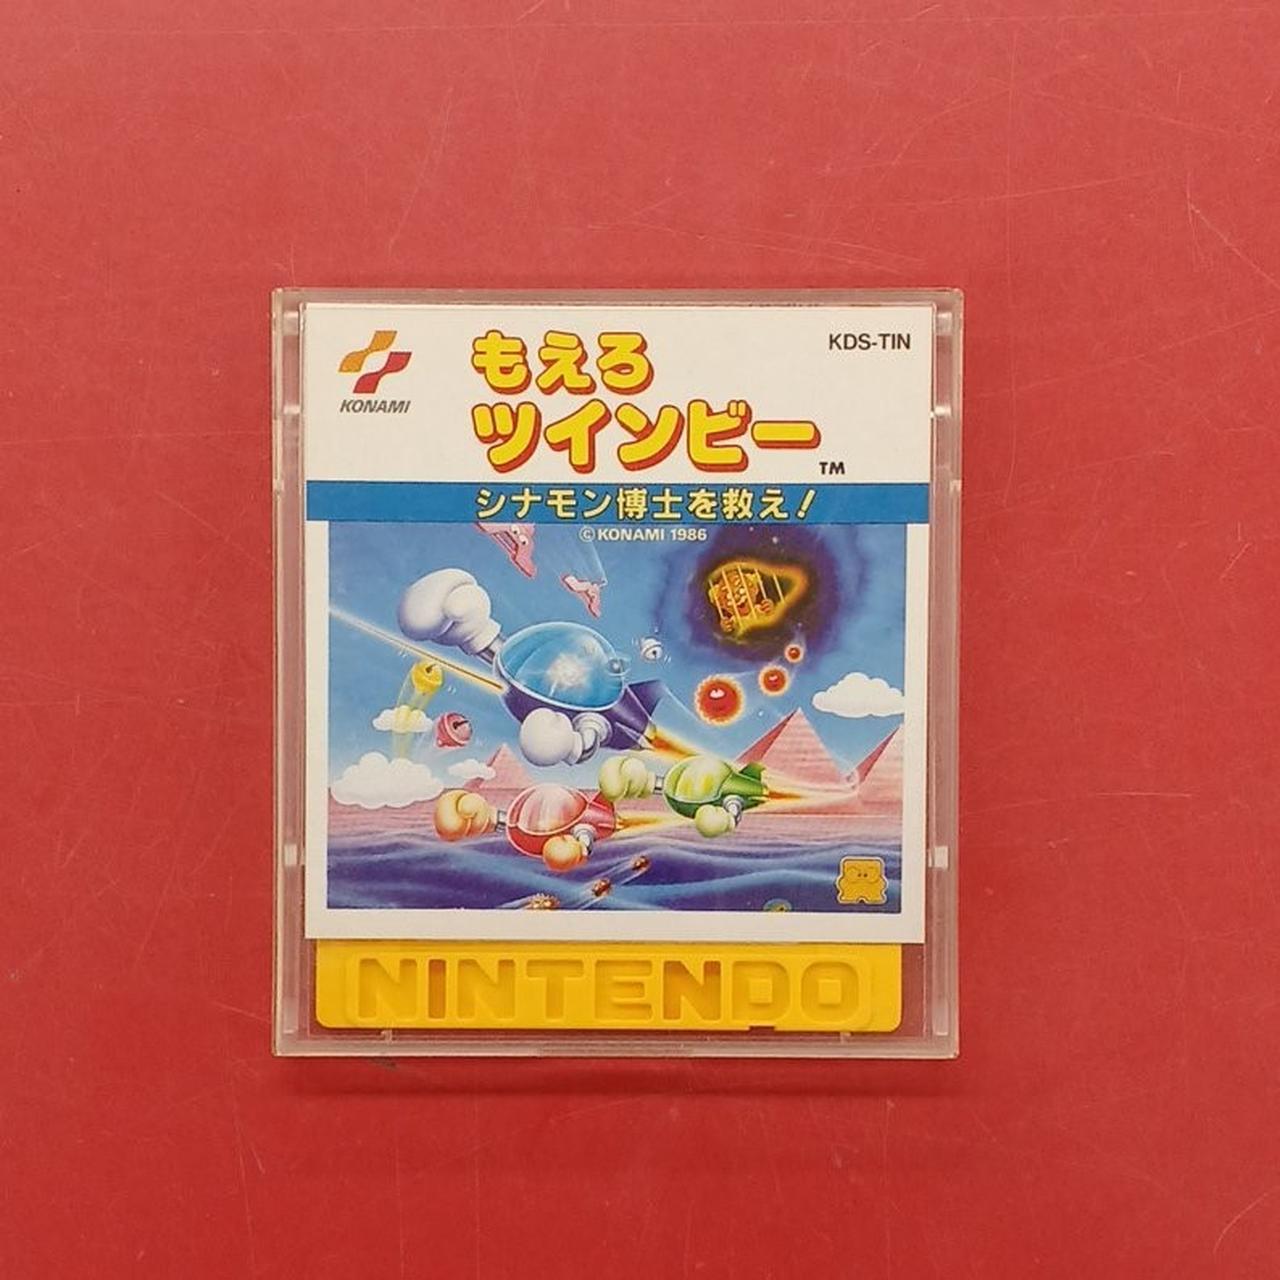 KONAMI
KDS-TIN
もえろ
ツインビー
TM
シナモン博士を救え!
© KONAMI 1986
NINTENDO